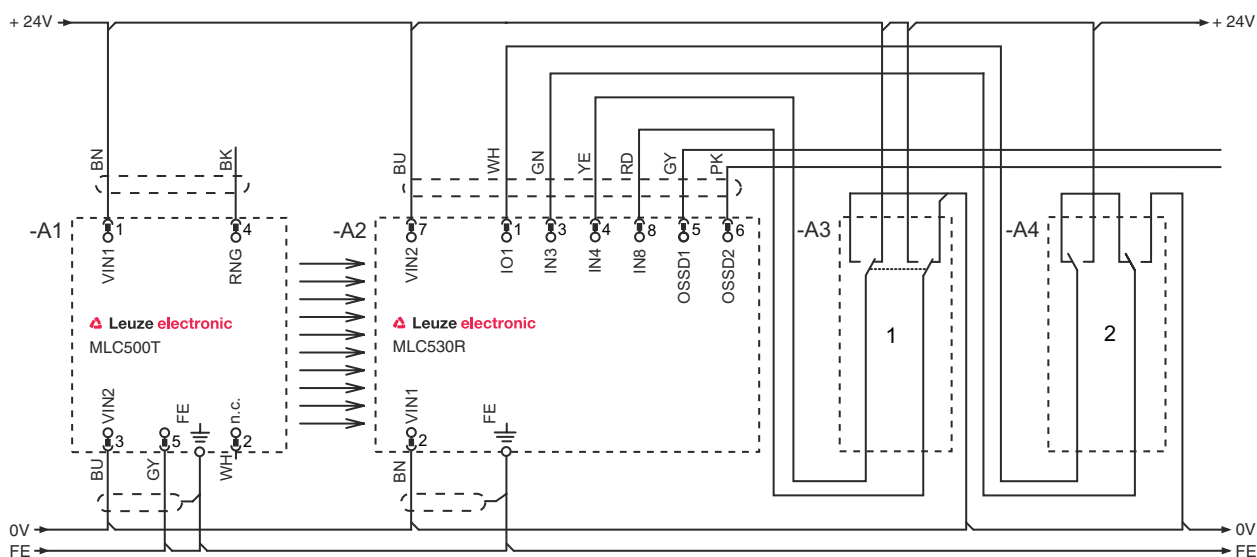 + 24V
+ 24V
BN
BK
BU
WH
GN
YE
RD
GY
PK
-A1
1
4
-A2
7
1
3
4
8
5
6
-A3
-A4
VIN1
RNG
VIN2
IO1
IN3
IN4
IN8
OSSD1
OSSD2
Leuze electronic
MLC500T
Leuze electronic
MLC530R
1
2
VIN2
FE
n.c.
VIN1
FE
3
5
2
2
BU
GY
WH
BN
0V
0V
FE
FE